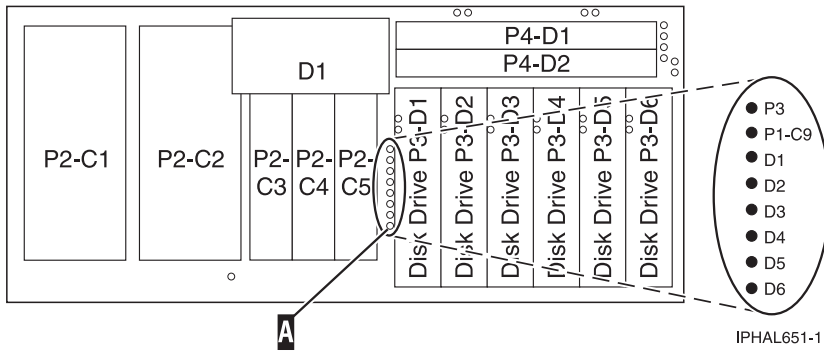 P4-D1
P4-D2
D1
P2-C1
P2-C2
P2-
C3
P2-
C4
P2-
C5
Disk Drive P3-D1
Disk Drive P3-D2
Disk Drive P3-D3
Disk Drive P3-D4
Disk Drive P3-D5
Disk Drive P3-D6
P3
P1-C9
D1
D2
D3
D4
D5
D6
A
IPHAL651-1